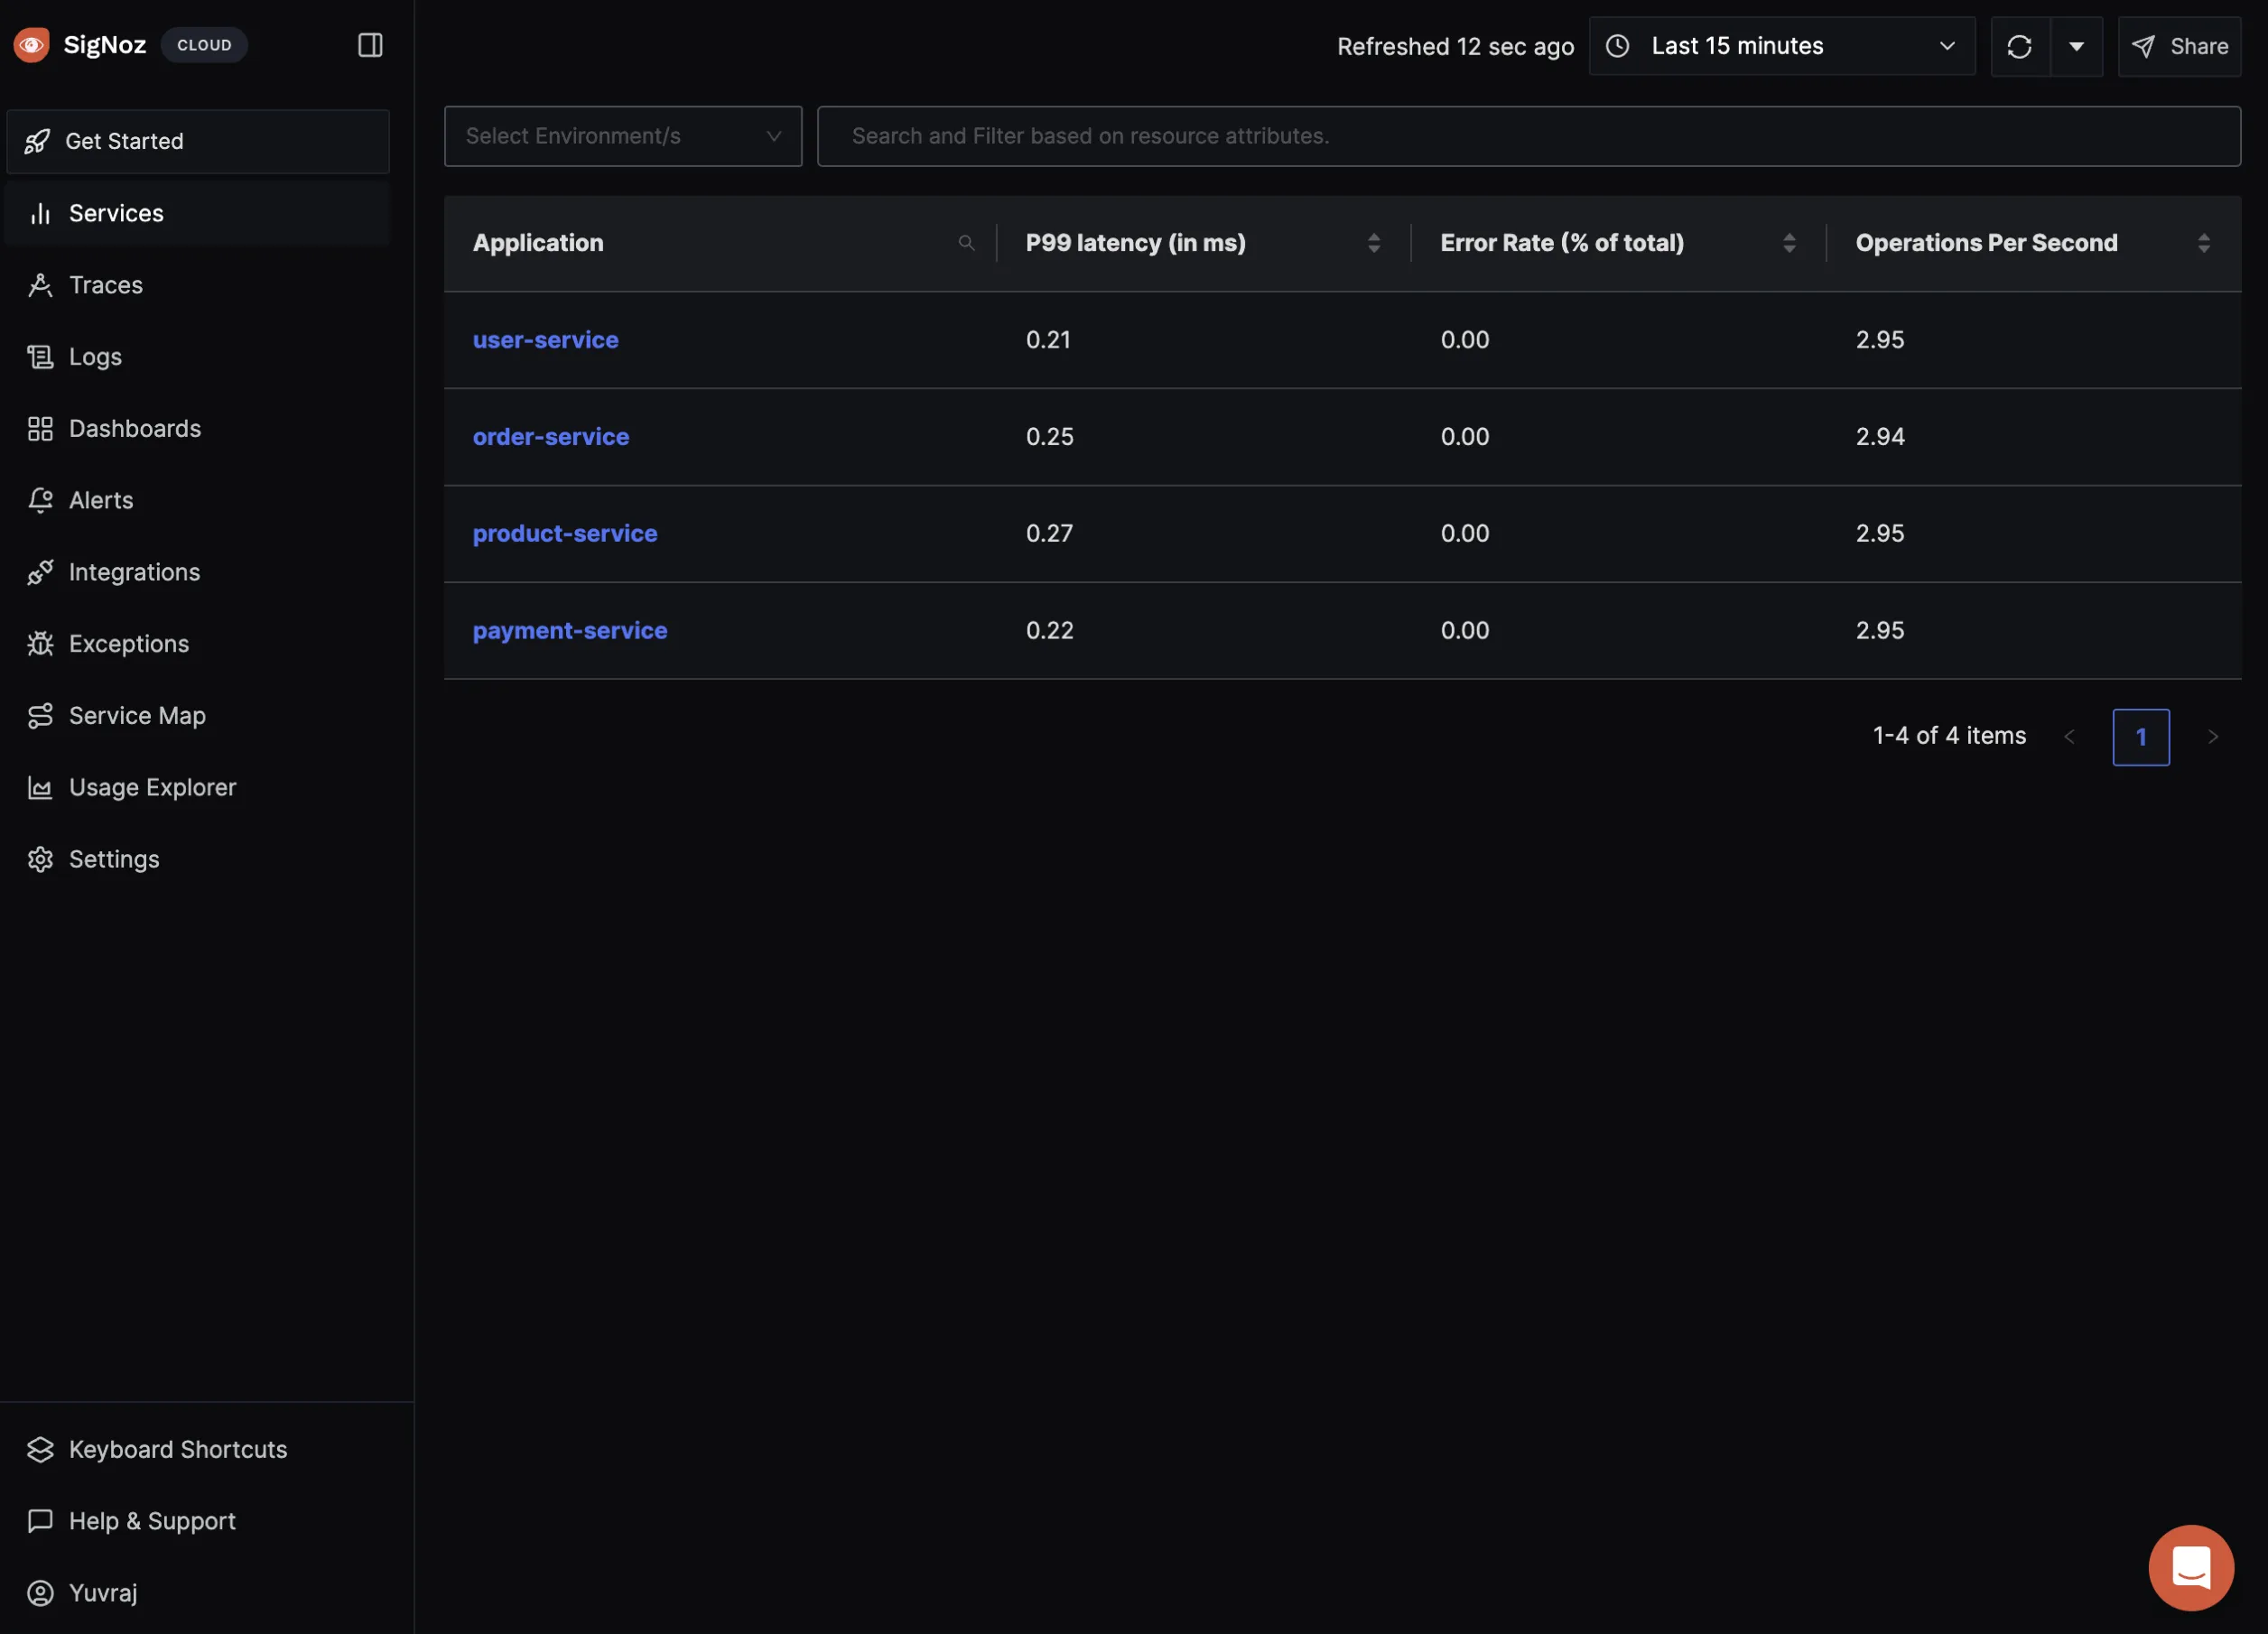 SigNoz CLOUD
Refreshed 12 sec ago
Last 15 minutes
Share
Get Started
Services
Traces
Logs
Dashboards
Alerts
Integrations
Exceptions
Service Map
Usage Explorer
Settings
Keyboard Shortcuts
Help & Support
Yuvraj
Select Environment/s
Search and Filter based on resource attributes.
Application P99 latency (in ms) Error Rate (% of total) Operations Per Second
user-service 0.21 0.00 2.95
order-service 0.25 0.00 2.94
product-service 0.27 0.00 2.95
payment-service 0.22 0.00 2.95
1-4 of 4 items < 1 >